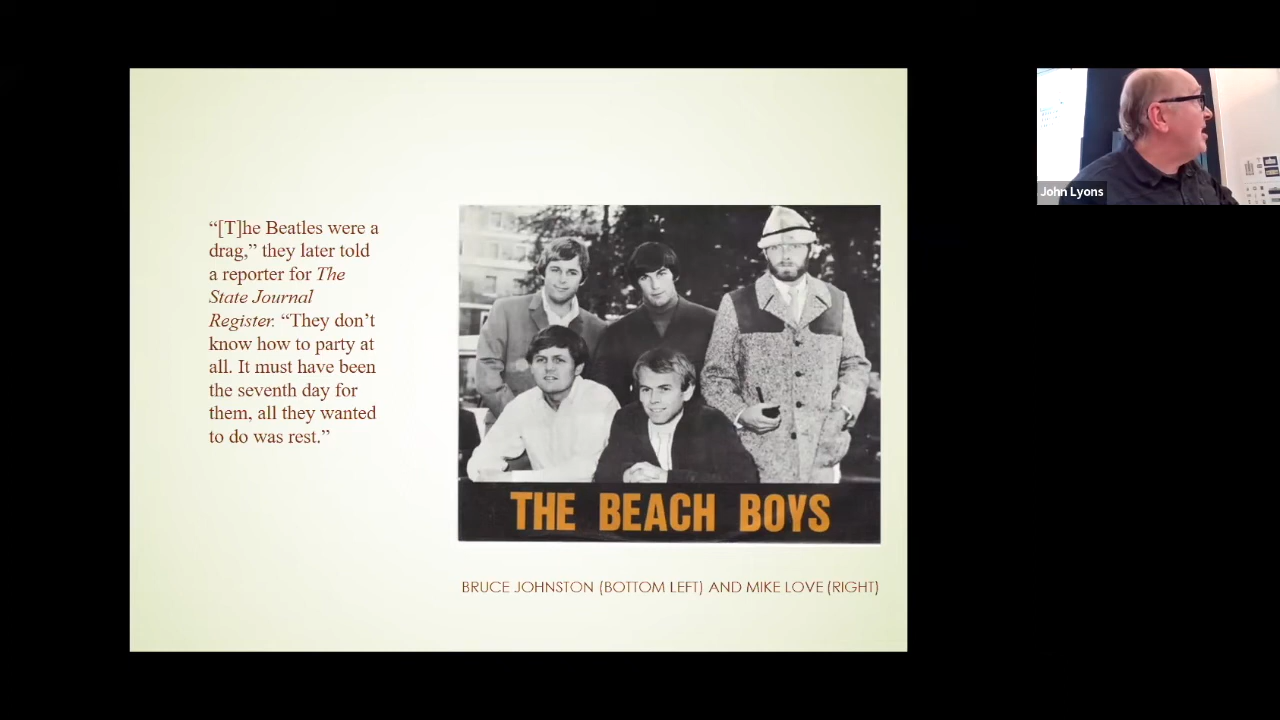 “[T]he Beatles were a
drag,” they later told
a reporter for The
State Journal
Register. “They don’t
know how to party at
all. It must have been
the seventh day for
them, all they wanted
to do was rest.”
THE BEACH BOYS
BRUCE JOHNSTON (BOTTOM LEFT) AND MIKE LOVE (RIGHT)
John Lyons